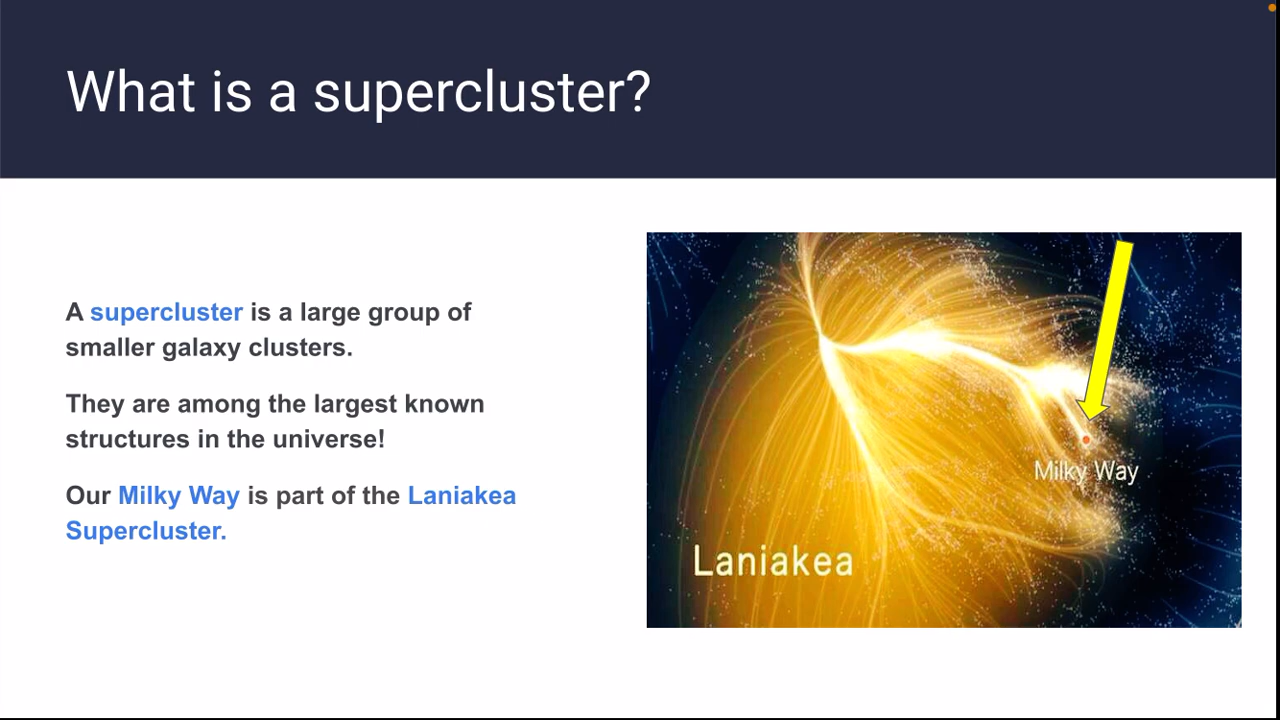 What is a supercluster?
A supercluster is a large group of
smaller galaxy clusters.
They are among the largest known
structures in the universe!
Our Milky Way is part of the Laniakea
Supercluster.
Milky Way
Laniakea